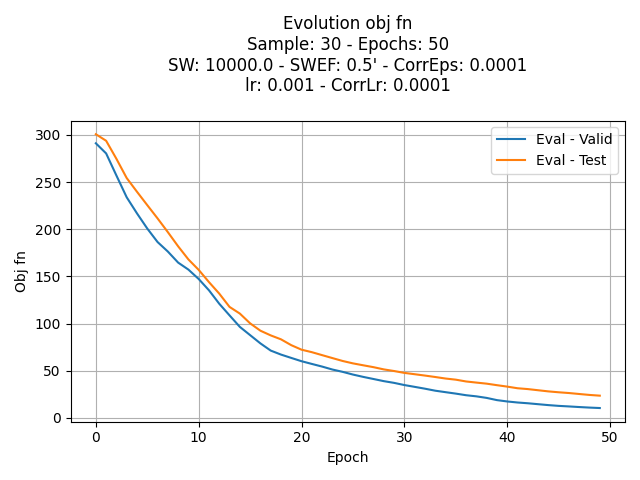 Evolution obj fn
Sample: 30 - Epochs: 50
SW: 10000.0 - SWEF: 0.5' - CorrEps: 0.0001
lr: 0.001 - CorrLr: 0.0001
Eval - Valid
Eval - Test
Obj fn
300
250
200
150
100
50
0
0 10 20 30 40 50
Epoch